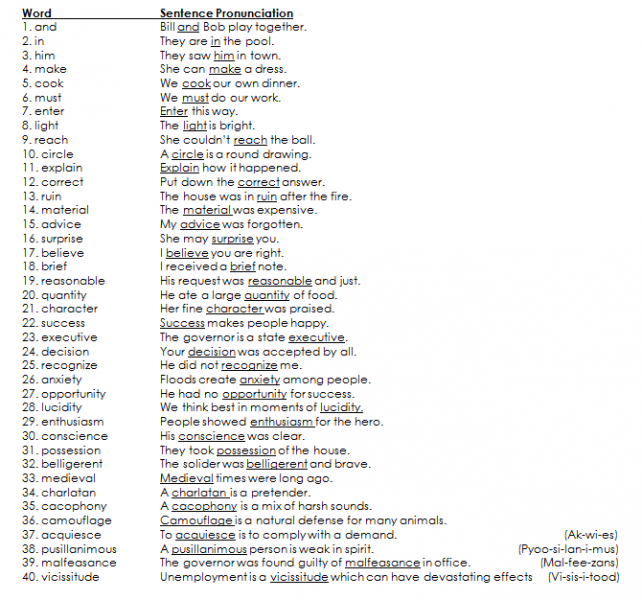 Word Sentence Pronunciation
1. and Bill and Bob play together.
2. in They are in the pool.
3. him They saw him in town.
4. make She can make a dress.
5. cook We cook our own dinner.
6. must We must do our work.
7. enter Enter this way.
8. light The light is bright.
9. reach She couldn't reach the ball.
10. circle A circle is a round drawing.
11. explain Explain how it happened.
12. correct Put down the correct answer.
13. ruin The house was in ruin after the fire.
14. material The material was expensive.
15. advice My advice was forgotten.
16. surprise She may surprise you.
17. believe I believe you are right.
18. brief I received a brief note.
19. reasonable His request was reasonable and just.
20. quantity He ate a large quantity of food.
21. character Her fine character was praised.
22. success Success makes people happy.
23. executive The governor is a state executive.
24. decision Your decision was accepted by all.
25. recognize He did not recognize me.
26. anxiety Floods create anxiety among people.
27. opportunity He had no opportunity for success.
28. lucidity We think best in moments of lucidity.
29. enthusiasm People showed enthusiasm for the hero.
30. conscience His conscience was clear.
31. possession They took possession of the house.
32. belligerent The solider was belligerent and brave.
33. medieval Medieval times were long ago.
34. charlatan A charlatan is a pretender.
35. cacophony A cacophony is a mix of harsh sounds.
36. camouflage Camouflage is a natural defense for many animals.
37. acquiesce To acquiesce is to comply with a demand. (Ak-wi-es)
38. pusillanimous A pusillanimous person is weak in spirit. (Pyoo-si-lan-i-mus)
39. malfeasance The governor was found guilty of malfeasance in office. (Mal-fee-zans)
40. vicissitude Unemployment is a vicissitude which can have devastating effects (Vi-sis-i-tood)